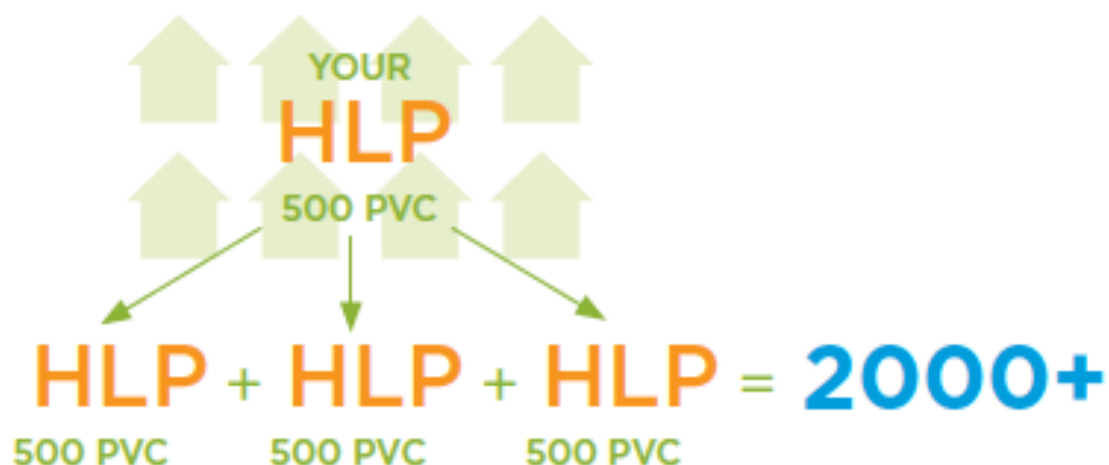 YOUR
HLP
500 PVC
HLP + HLP + HLP = 2000+
500 PVC 500 PVC 500 PVC